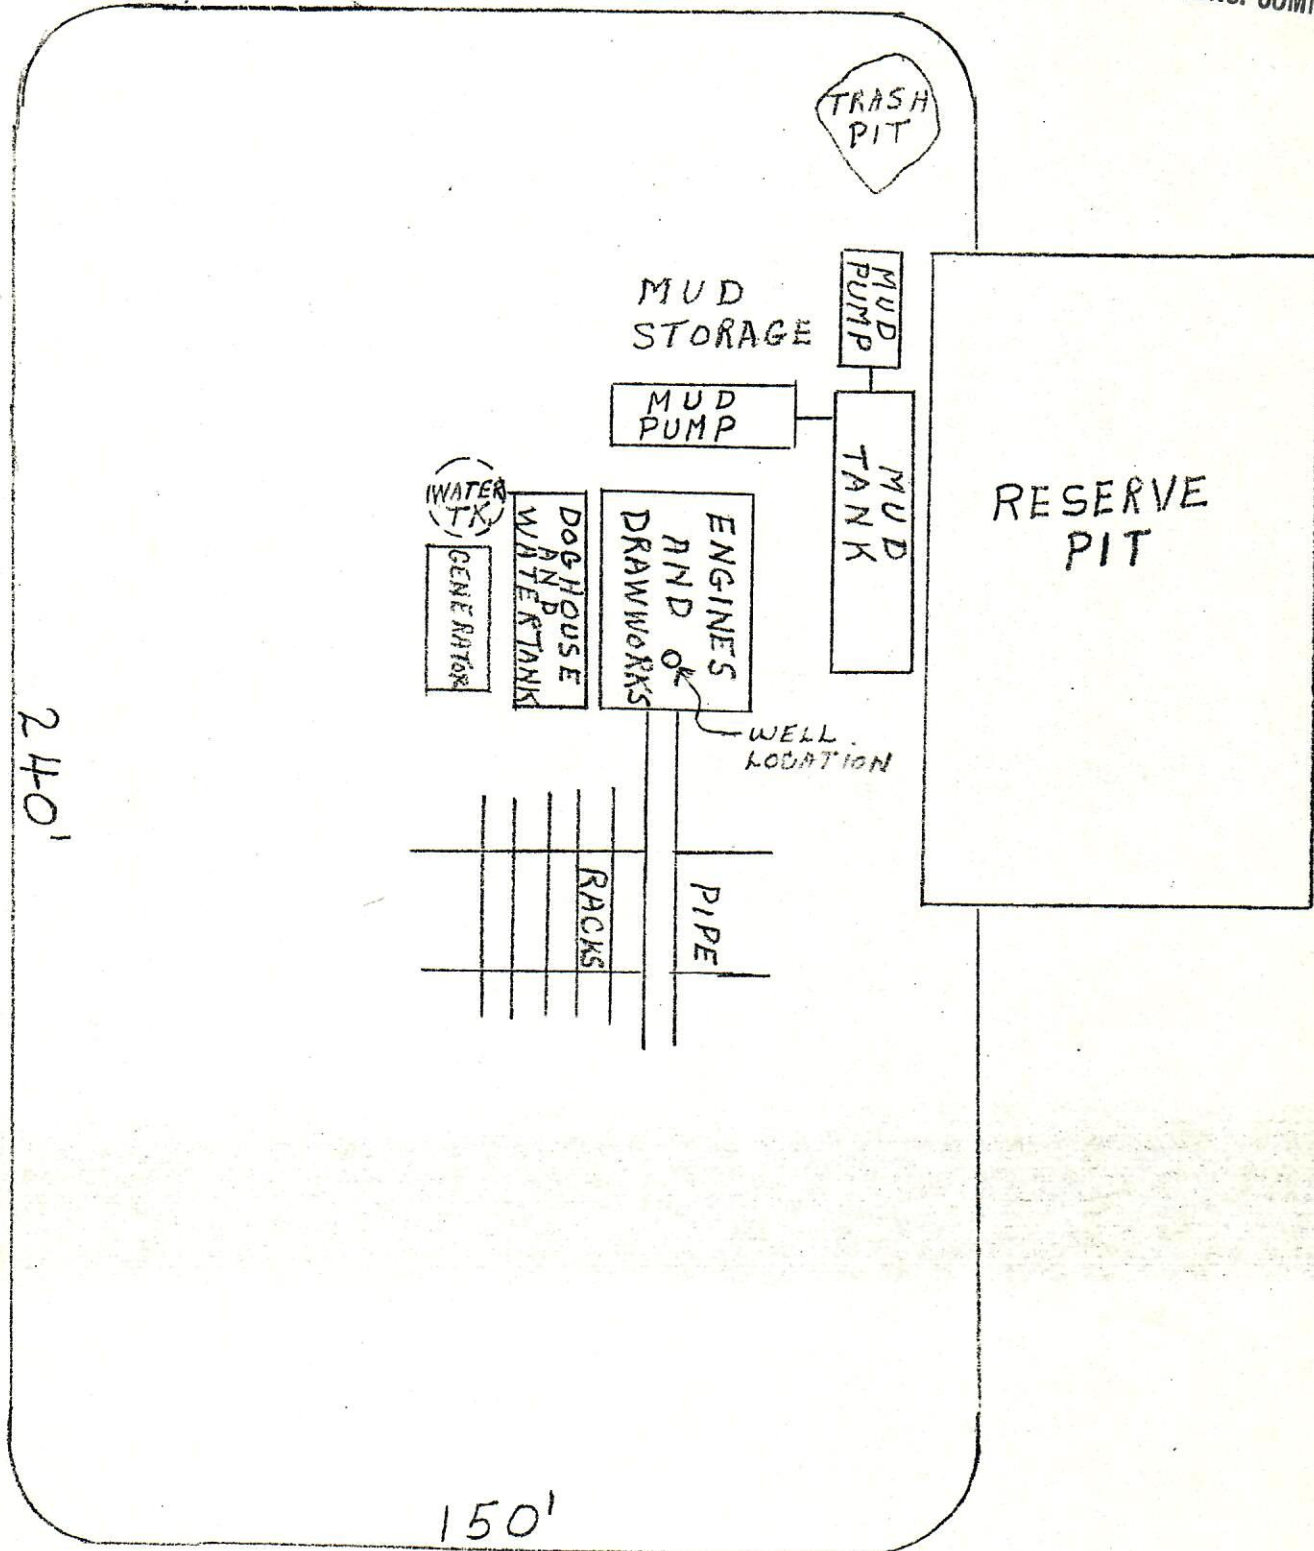 TRASH
PIT
MUD
PUMP
MUD
STORAGE
MUD
PUMP
MUD
TANK
RESERVE
PIT
WATER
TK
GENERATOR
DOGHOUSE
AND
WATERTANK
ENGINES
AND
DRAWWORKS
WELL
LOCATION
PIPE
RACKS
240'
150'